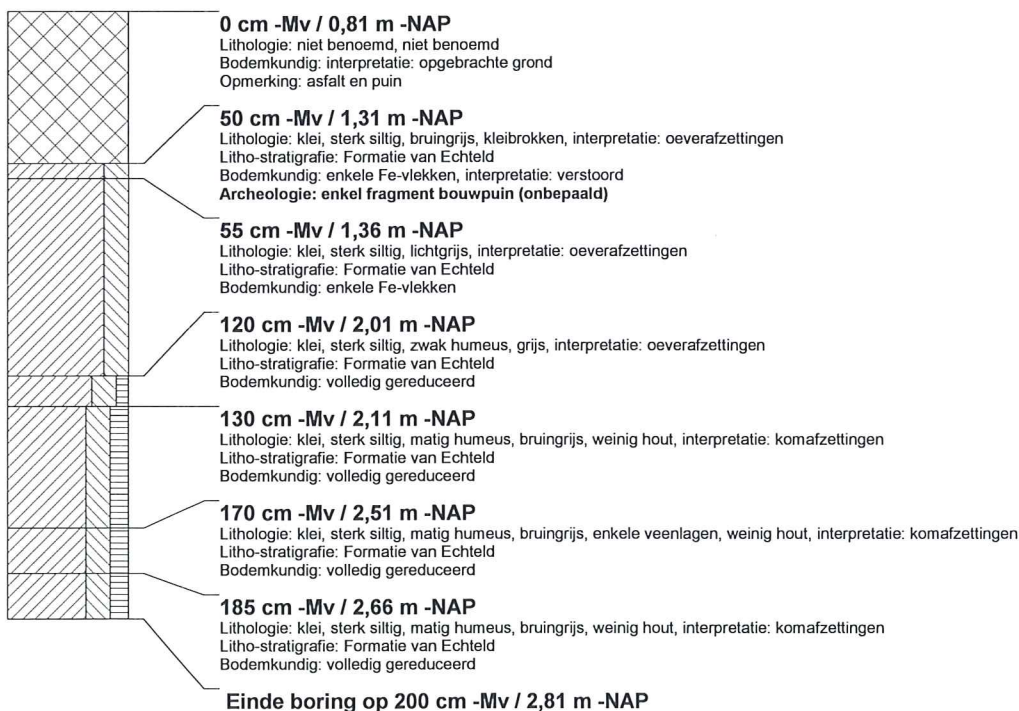 0 cm -Mv / 0,81 m -NAP
Lithologie: niet benoemd, niet benoemd
Bodemkundig: interpretatie: opgebrachte grond
Opmerking: asfalt en puin
50 cm -Mv / 1,31 m -NAP
Lithologie: klei, sterk siltig, bruingrijs, kleibrokken, interpretatie: oeverafzettingen
Litho-stratigrafie: Formatie van Echteld
Bodemkundig: enkele Fe-vlekken, interpretatie: verstoord
Archeologie: enkel fragment bouwpuin (onbepaald)
55 cm -Mv / 1,36 m -NAP
Lithologie: klei, sterk siltig, lichtgrijs, interpretatie: oeverafzettingen
Litho-stratigrafie: Formatie van Echteld
Bodemkundig: enkele Fe-vlekken
120 cm -Mv / 2,01 m -NAP
Lithologie: klei, sterk siltig, zwak humeus, grijs, interpretatie: oeverafzettingen
Litho-stratigrafie: Formatie van Echteld
Bodemkundig: volledig gereduceerd
130 cm -Mv / 2,11 m -NAP
Lithologie: klei, sterk siltig, matig humeus, bruingrijs, weinig hout, interpretatie: komafzettingen
Litho-stratigrafie: Formatie van Echteld
Bodemkundig: volledig gereduceerd
170 cm -Mv / 2,51 m -NAP
Lithologie: klei, sterk siltig, matig humeus, bruingrijs, enkele veenlagen, weinig hout, interpretatie: komafzettingen
Litho-stratigrafie: Formatie van Echteld
Bodemkundig: volledig gereduceerd
185 cm -Mv / 2,66 m -NAP
Lithologie: klei, sterk siltig, matig humeus, bruingrijs, weinig hout, interpretatie: komafzettingen
Litho-stratigrafie: Formatie van Echteld
Bodemkundig: volledig gereduceerd
Einde boring op 200 cm -Mv / 2,81 m -NAP